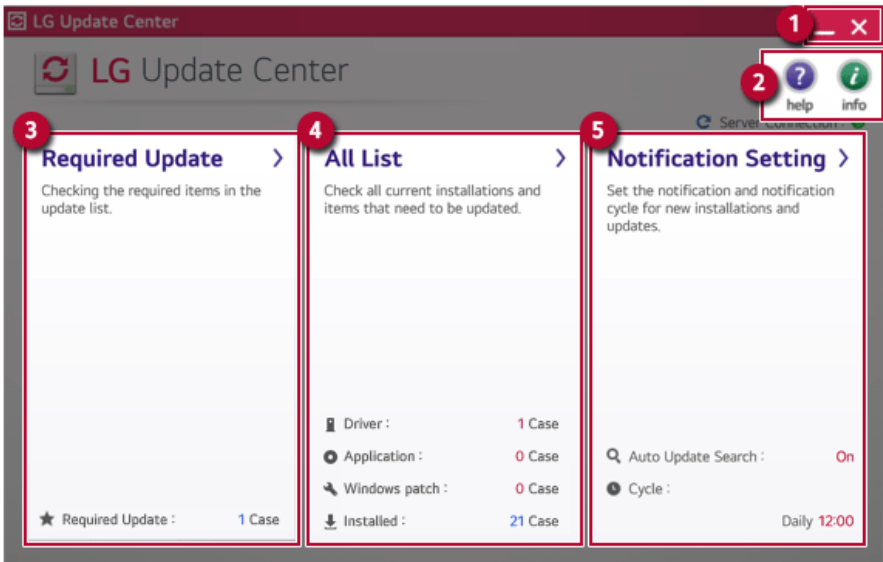 LG Update Center
1
LG Update Center
2
?
i
help
info
Server Connection :
3
Required Update >
Checking the required items in the
update list.
Required Update : 1 Case
4
All List >
Check all current installations and
items that need to be updated.
Driver : 1 Case
Application : 0 Case
Windows patch : 0 Case
Installed : 21 Case
5
Notification Setting >
Set the notification and notification
cycle for new installations and
updates.
Auto Update Search : On
Cycle :
Daily 12:00